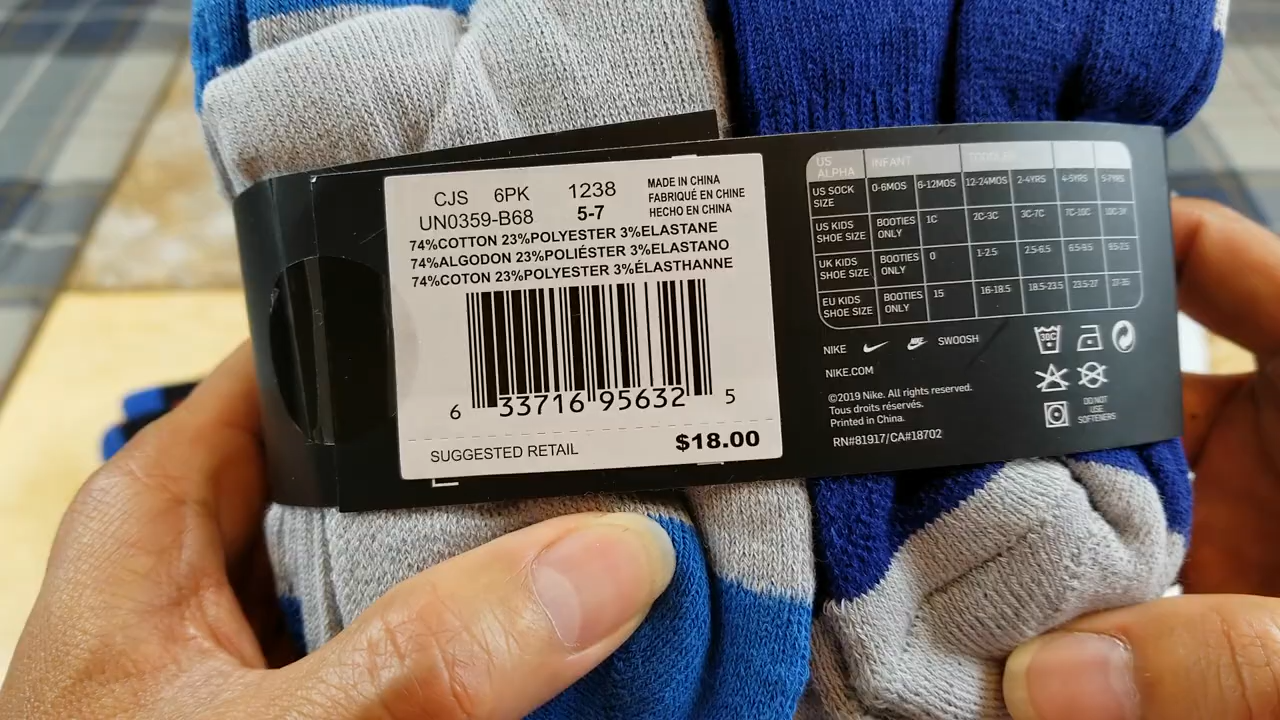 CJS 6PK 1238
UN0359-B68 5-7
MADE IN CHINA
FABRIQUÉ EN CHINE
HECHO EN CHINA
74%COTTON 23%POLYESTER 3%ELASTANE
74%ALGODON 23%POLIÉSTER 3%ELASTANO
74%COTON 23%POLYESTER 3%ÉLASTHANNE
6 33716 95632 5
SUGGESTED RETAIL $18.00
US ALPHA INFANT TODDLER
US SOCK SIZE 0-6MOS 6-12MOS 12-24MOS 2-4YRS 4-5YRS 5-7YRS
US KIDS SHOE SIZE BOOTIES ONLY 1C 2C-3C 3C-7C 7C-10C 10C-3Y
UK KIDS SHOE SIZE BOOTIES ONLY 0 1-2.5 2.5-6.5 6.5-9.5
EU KIDS SHOE SIZE BOOTIES ONLY 15 16-18.5 18.5-23.5 23.5-27 27-35
NIKE SWOOSH
NIKE.COM
©2019 Nike. All rights reserved.
Tous droits réservés.
Printed in China.
RN#81917/CA#18702
30C
P
DO NOT
USE
SOFTENERS